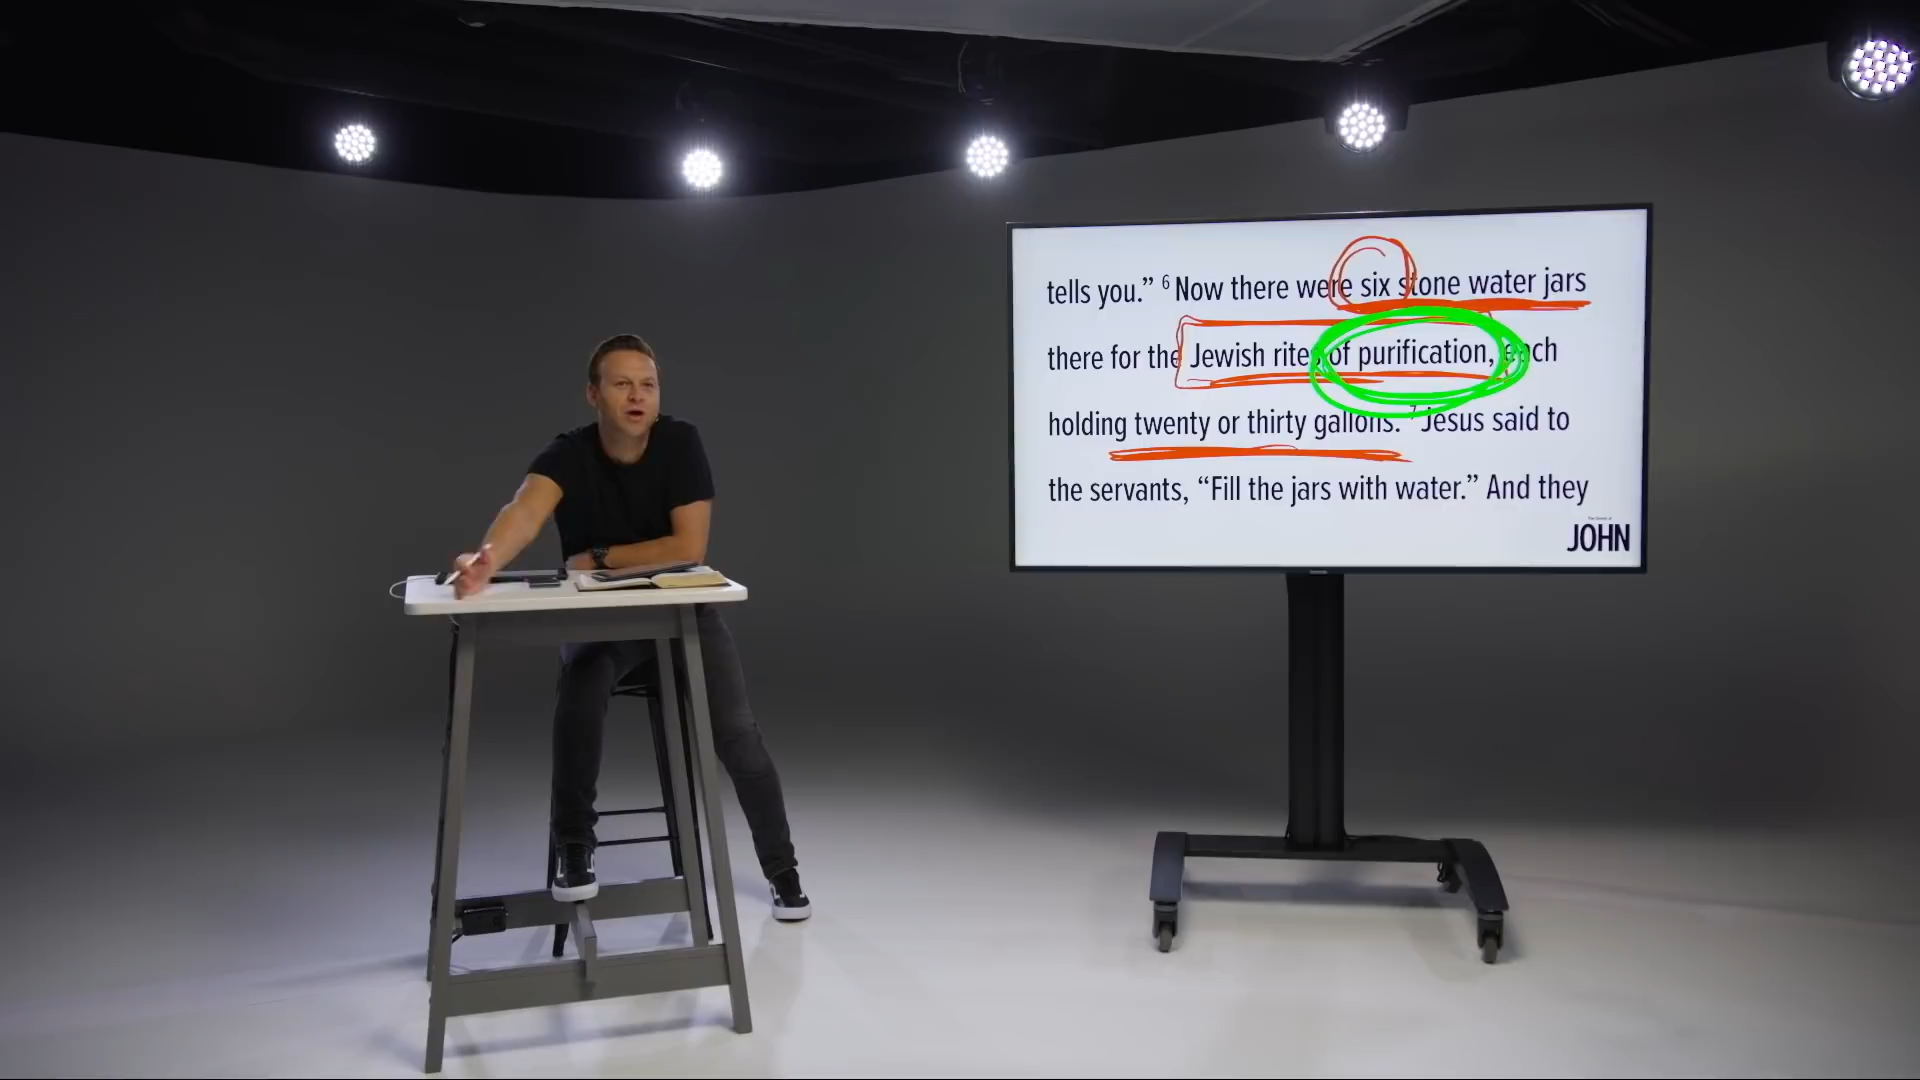 tells you.” 6 Now there were six stone water jars
there for the Jewish rites of purification, each
holding twenty or thirty gallons. 7 Jesus said to
the servants, “Fill the jars with water.” And they
JOHN